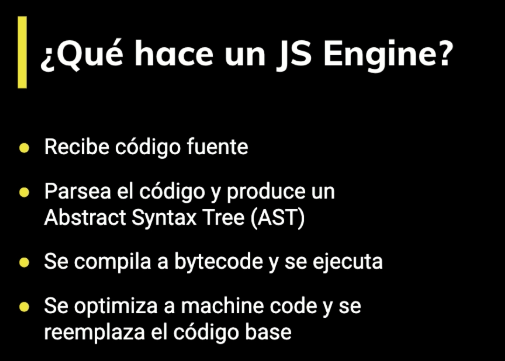 ¿Qué hace un JS Engine?
● Recibe código fuente
● Parsea el código y produce un
Abstract Syntax Tree (AST)
● Se compila a bytecode y se ejecuta
● Se optimiza a machine code y se
reemplaza el código base